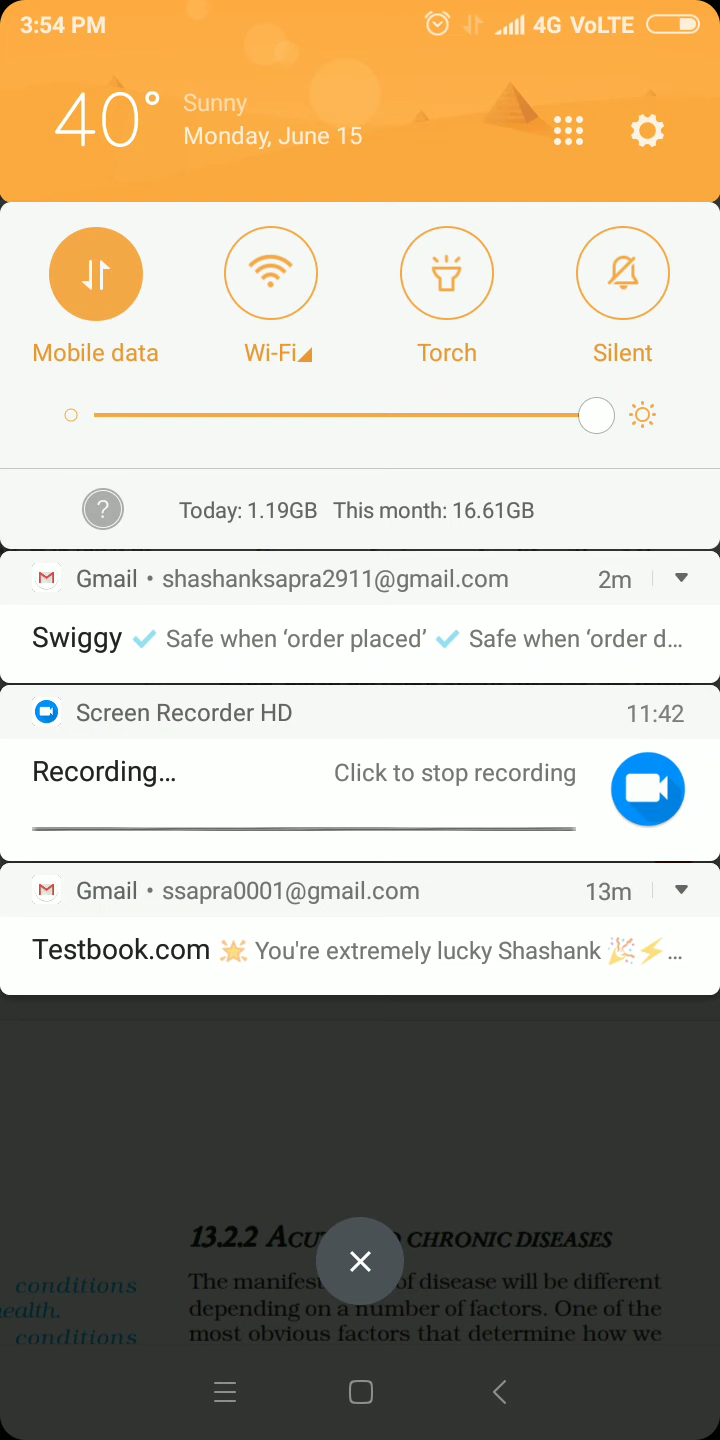 3:54 PM 4G VoLTE
40° Sunny
Monday, June 15
Mobile data Wi-Fi Torch Silent
? Today: 1.19GB This month: 16.61GB
Gmail • shashanksapra2911@gmail.com 2m
Swiggy ✔ Safe when ‘order placed’ ✔ Safe when ‘order d...
Screen Recorder HD 11:42
Recording... Click to stop recording
Gmail • ssapra0001@gmail.com 13m
Testbook.com 🌟 You're extremely lucky Shashank 🎉⚡...
13.2.2 CHRONIC DISEASES
conditions
The of disease will be different
depending on a number of factors. One of the
conditions
most obvious factors that determine how we